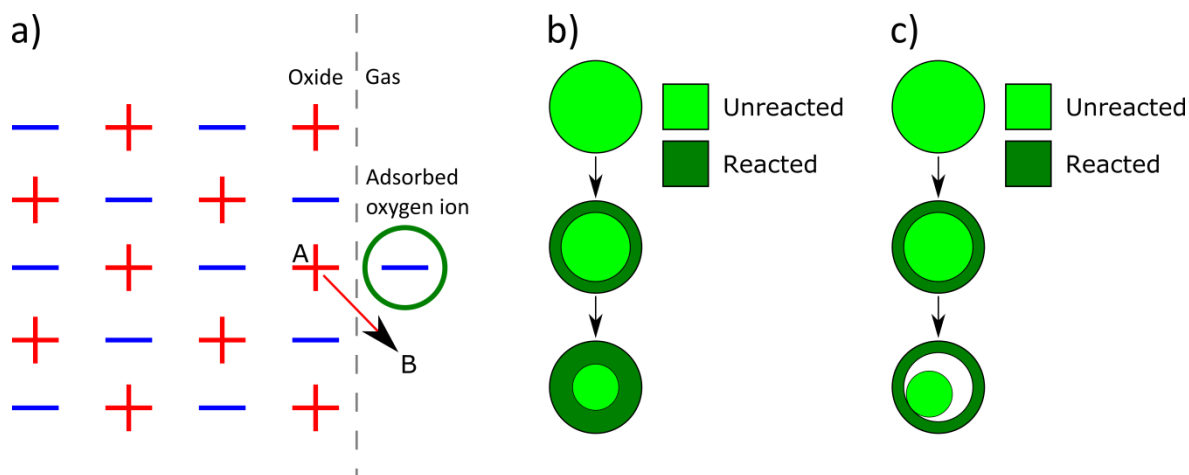 a)
Oxide
Gas
Adsorbed
oxygen ion
A
B
b)
Unreacted
Reacted
c)
Unreacted
Reacted